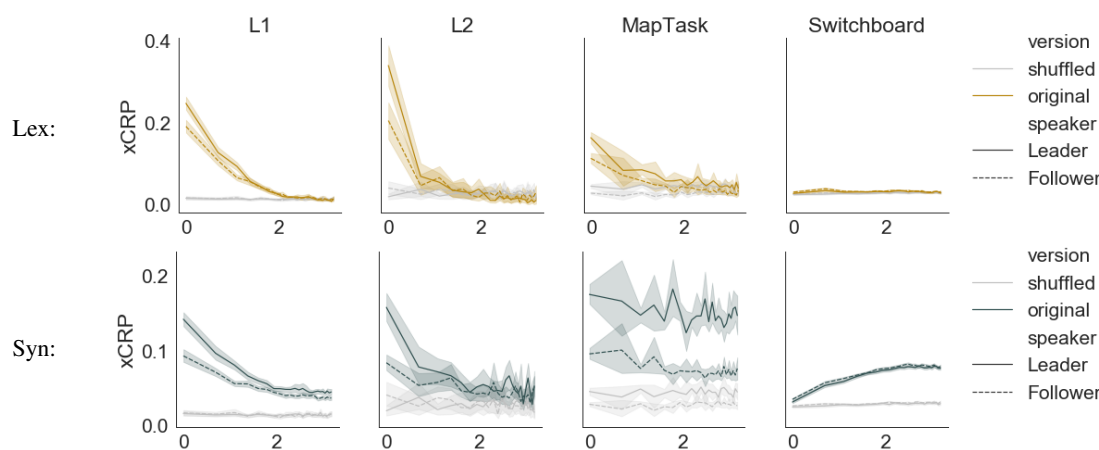 L1 L2 MapTask Switchboard
Lex:
xCRP
0.4
0.2
0.0
0 2 0 2 0 2 0 2
version
shuffled
original
speaker
Leader
Follower
Syn:
xCRP
0.2
0.1
0.0
0 2 0 2 0 2 0 2
version
shuffled
original
speaker
Leader
Follower